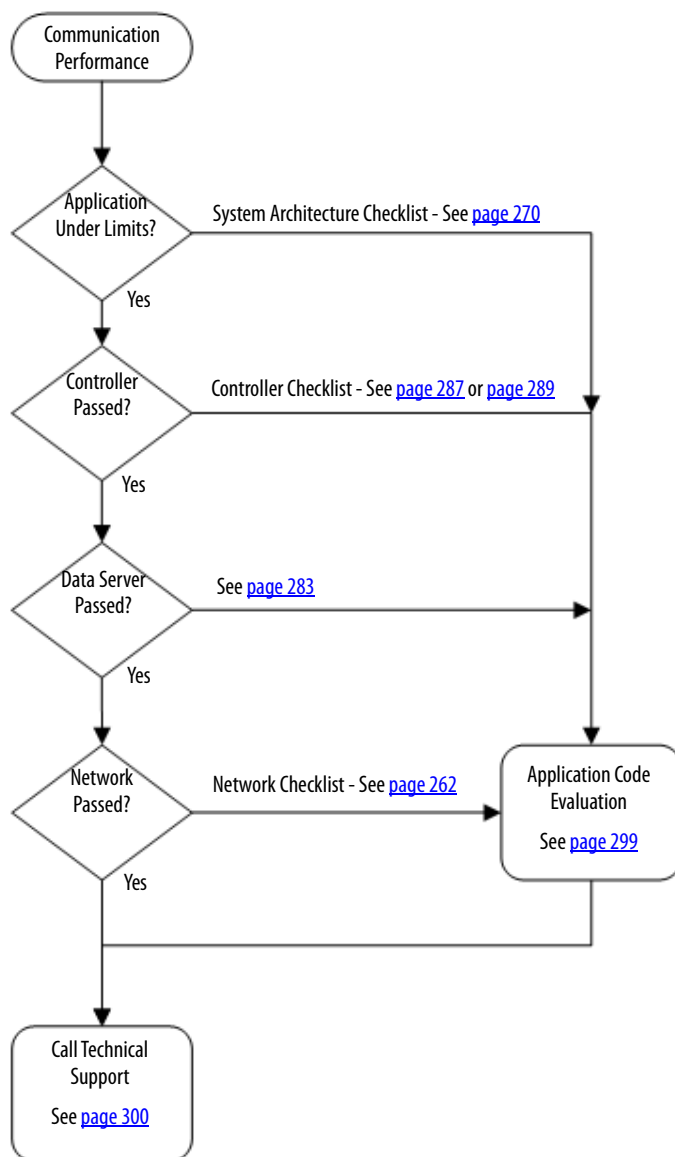 Communication
Performance
Application
Under Limits?
System Architecture Checklist - See page 270
Yes
Controller
Passed?
Controller Checklist - See page 287 or page 289
Yes
Data Server
Passed?
See page 283
Yes
Network
Passed?
Network Checklist - See page 262
Application Code
Evaluation
See page 299
Yes
Call Technical
Support
See page 300